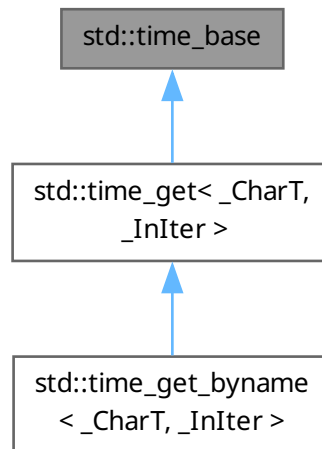 std::time_base
std::time_get< _CharT,
_InIter >
std::time_get_byname
< _CharT, _InIter >